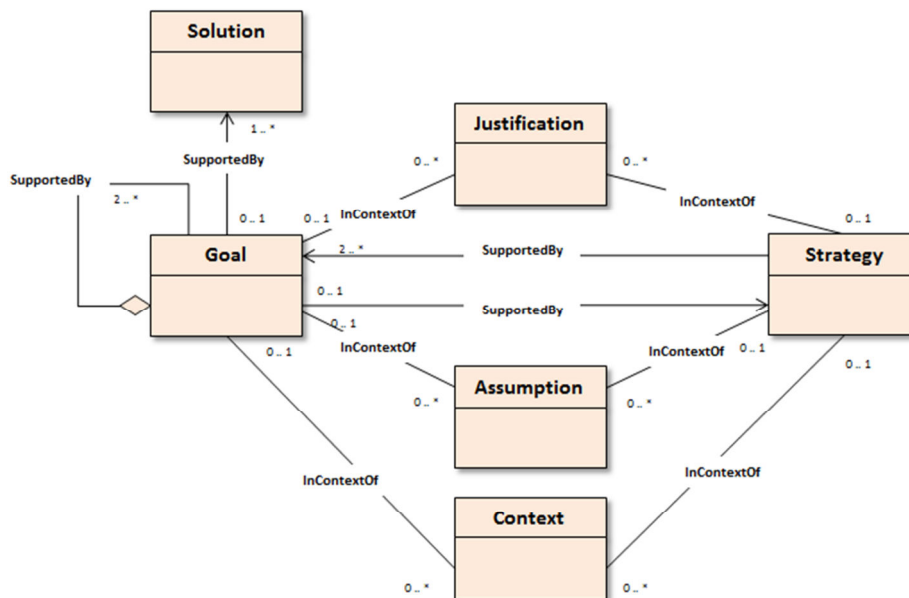 Solution
1 .. *
SupportedBy
SupportedBy
2 .. *
0 .. 1
Goal
Justification
0 .. *
0 .. *
InContextOf
0 .. 1
InContextOf
0 .. 1
2 .. *
SupportedBy
Strategy
0 .. 1
SupportedBy
0 .. 1
InContextOf
0 .. 1
InContextOf
0 .. 1
0 .. 1
Assumption
0 .. *
0 .. *
InContextOf
InContextOf
Context
0 .. *
0 .. *